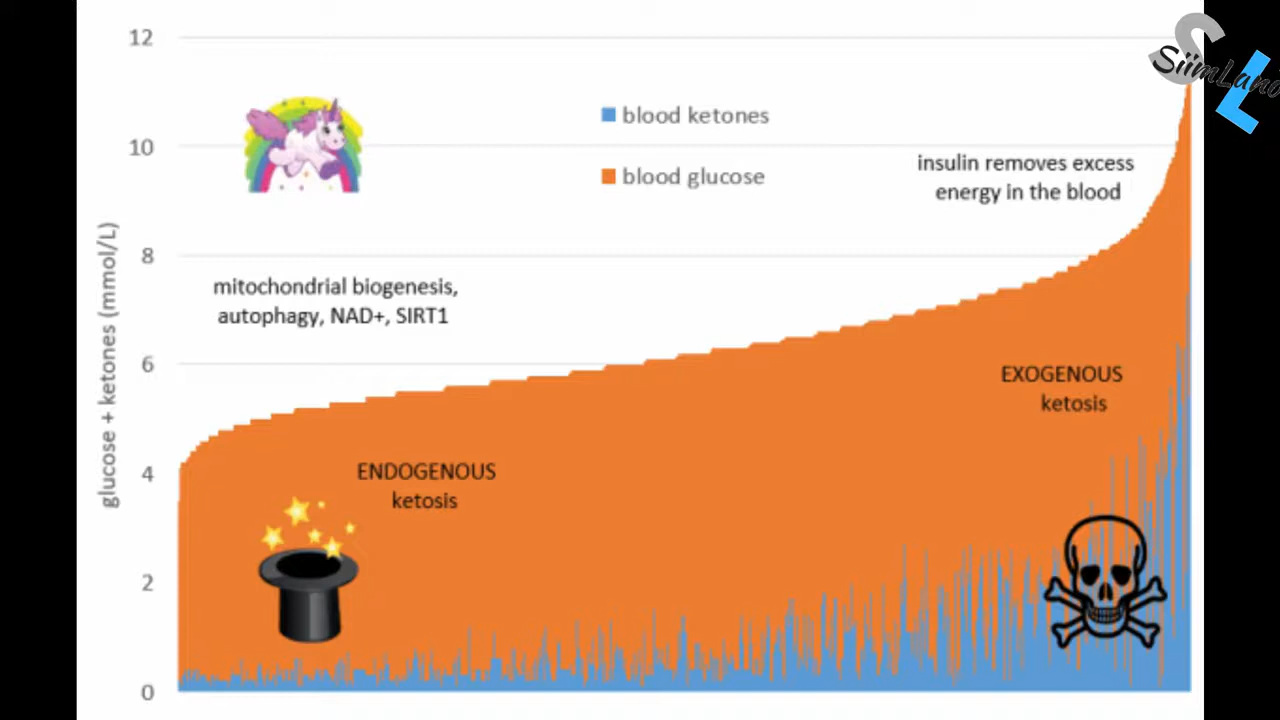 12
10
8
6
4
2
0
glucose + ketones (mmol/L)
blood ketones
blood glucose
insulin removes excess
energy in the blood
mitochondrial biogenesis,
autophagy, NAD+, SIRT1
EXOGENOUS
ketosis
ENDOGENOUS
ketosis
S
SiimLand
L